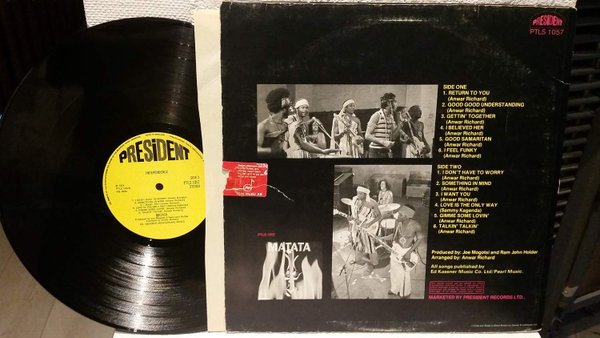 PRESIDENT
PTLS 1057
SIDE ONE
1. RETURN TO YOU
(Anwar Richard)
2. GOOD GOOD UNDERSTANDING
(Anwar Richard)
3. GETTIN' TOGETHER
(Anwar Richard)
4. I BELIEVED HER
(Anwar Richard)
5. GOOD SAMARITAN
6. I FEEL FUNKY
(Anwar Richard)
SIDE TWO
1. I DON'T HAVE TO WORRY
(Anwar Richard)
2. SOMETHING IN MIND
(Anwar Richard)
3. I WANT YOU
(Anwar Richard)
4. LOVE IS THE ONLY WAY
(Sammy Kagenda)
5. GIMME SOME LOVIN'
(Anwar Richard)
6. TALKIN' TALKIN'
(Anwar Richard)
Produced by: Joe Mogotsi and Ram John Holder
Arranged by: Anwar Richard
All songs published by
Ed Kassner Music Co. Ltd/Pearl Music.
MARKETED BY PRESIDENT RECORDS LTD.,
MATATA
PRESIDENT
INDEPENDENCE